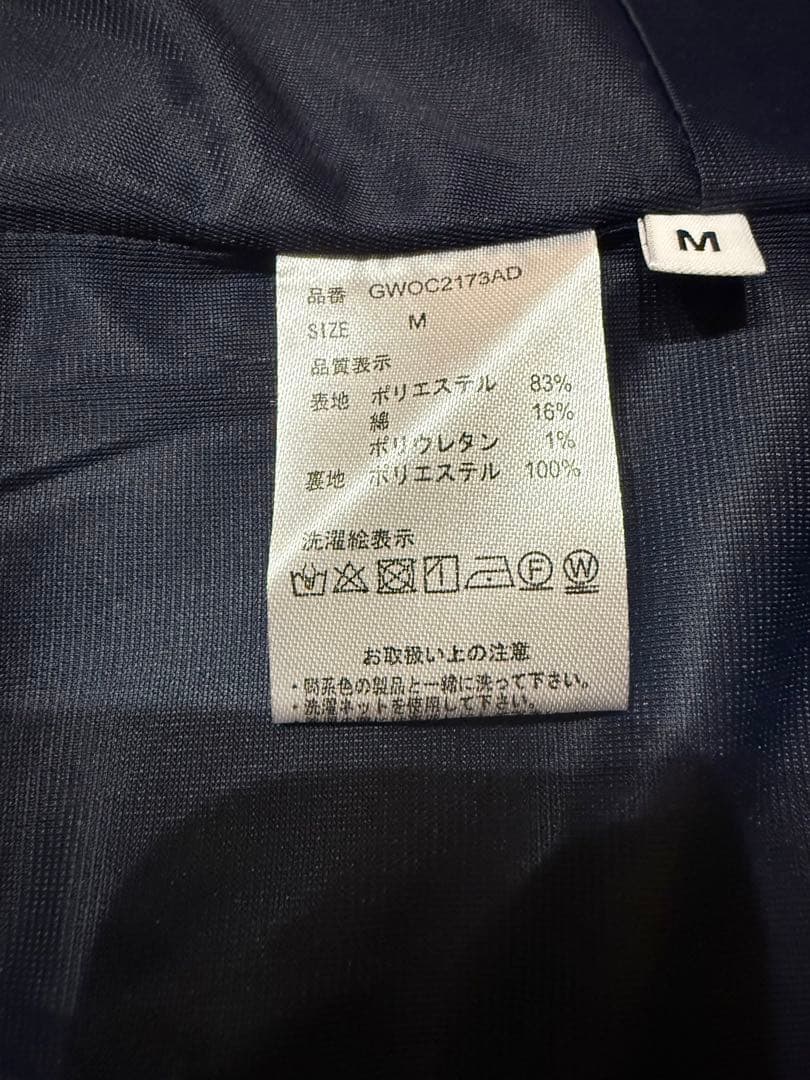 M
品番 GWOC2173AD
SIZE M
品質表示
表地 ポリエステル 83%
綿 16%
ポリウレタン 1%
裏地 ポリエステル 100%
洗濯絵表示
F W
お取扱い上の注意
・同系色の製品と一緒に洗って下さい。
・洗濯ネットを使用して下さい。